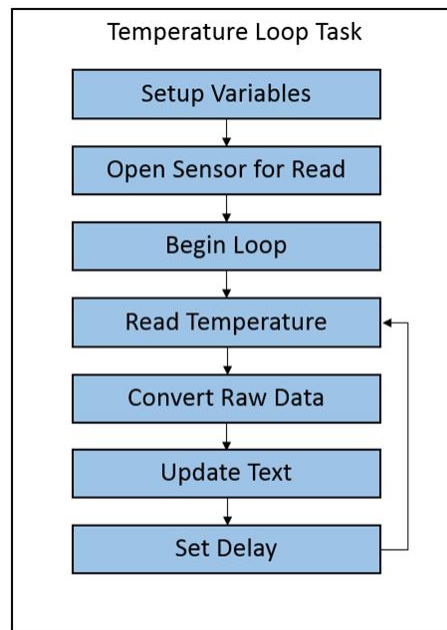 Temperature Loop Task
Setup Variables
Open Sensor for Read
Begin Loop
Read Temperature
Convert Raw Data
Update Text
Set Delay